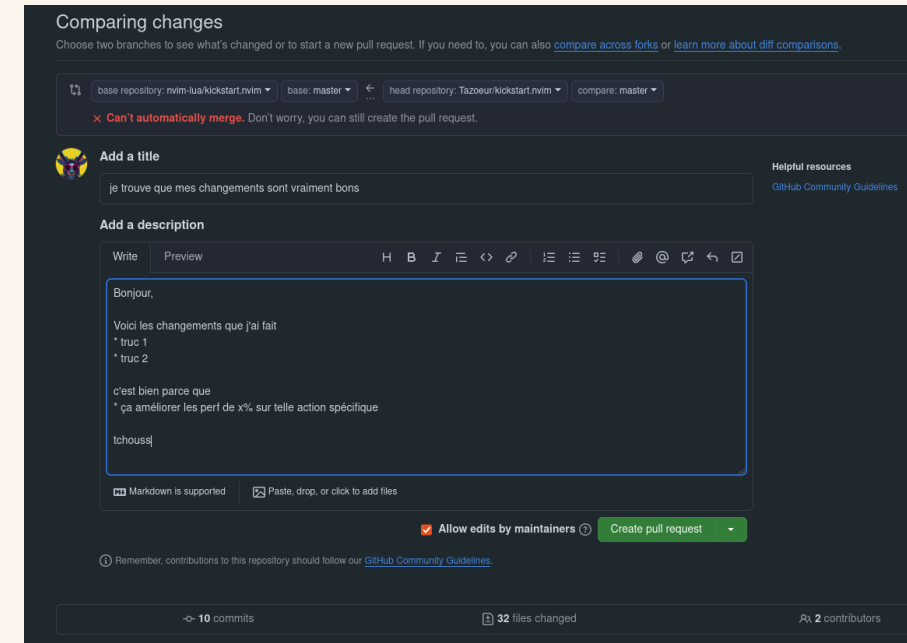 Comparing changes
Choose two branches to see what's changed or to start a new pull request. If you need to, you can also compare across forks or learn more about diff comparisons.
base repository: nvim-lua/kickstart.nvim base: master ← ... head repository: Tazoeur/kickstart.nvim compare: master
× Can't automatically merge. Don't worry, you can still create the pull request.
Add a title
je trouve que mes changements sont vraiment bons
Helpful resources
GitHub Community Guidelines
Add a description
Write Preview
Bonjour,
Voici les changements que j'ai fait
* truc 1
* truc 2
c'est bien parce que
* ça améliorer les perf de x% sur telle action spécifique
tchouss
Markdown is supported Paste, drop, or click to add files
Allow edits by maintainers Create pull request
Remember, contributions to this repository should follow our GitHub Community Guidelines.
10 commits 32 files changed 2 contributors